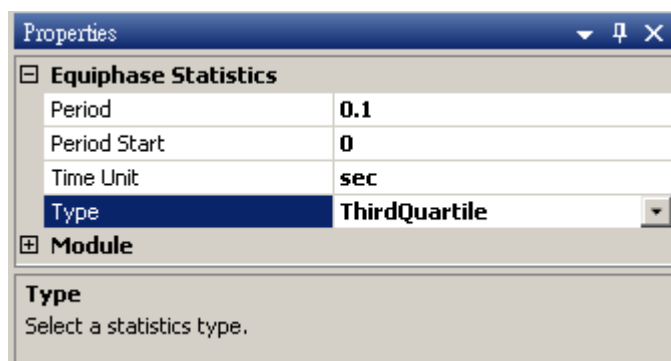 Properties
Equiphase Statistics
Period 0.1
Period Start 0
Time Unit sec
Type ThirdQuartile
Module
Type
Select a statistics type.